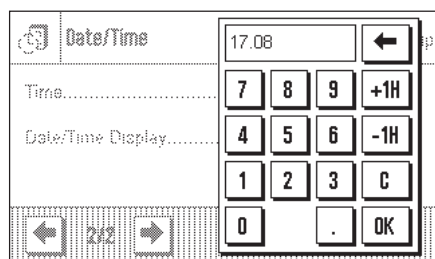 Date/Time
17.08
Time
7 8 9 +1H
Date/Time Display
4 5 6 -1H
1 2 3 C
2/2
0 . OK